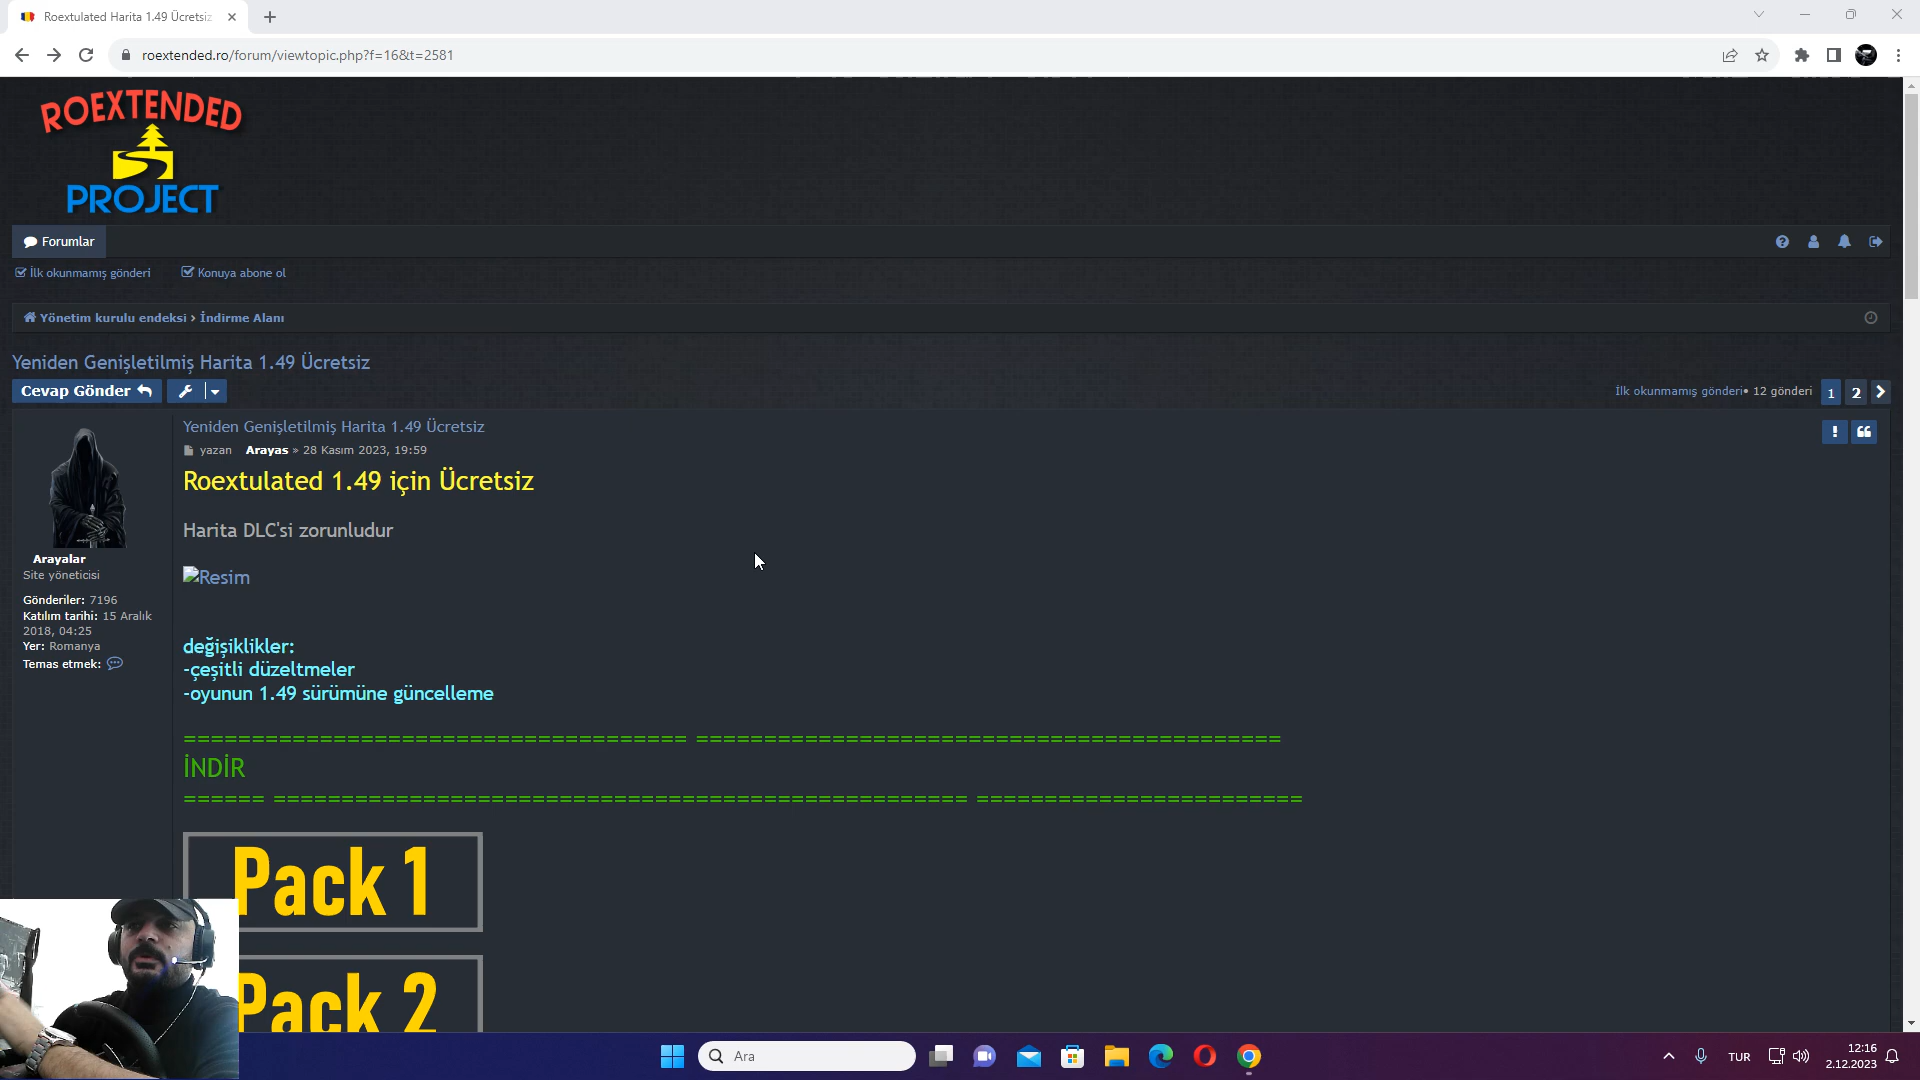 Roextulated Harita 1.49 Ücretsiz
roextended.ro/forum/viewtopic.php?f=16&t=2581
ROEXTENDED
PROJECT
Forumlar
İlk okunmamış gönderi
Konuya abone ol
Yönetim kurulu endeksi › İndirme Alanı
Yeniden Genişletilmiş Harita 1.49 Ücretsiz
Cevap Gönder
İlk okunmamış gönderi• 12 gönderi
1
2
Yeniden Genişletilmiş Harita 1.49 Ücretsiz
yazan Arayas » 28 Kasım 2023, 19:59
Roextulated 1.49 için Ücretsiz
Harita DLC'si zorunludur
Resim
Arayalar
Site yöneticisi
Gönderiler: 7196
Katılım tarihi: 15 Aralık
2018, 04:25
Yer: Romanya
Temas etmek:
değişiklikler:
-çeşitli düzeltmeler
-oyunun 1.49 sürümüne güncelleme
İNDİR
Pack 1
Pack 2
Ara
TUR
12:16
2.12.2023